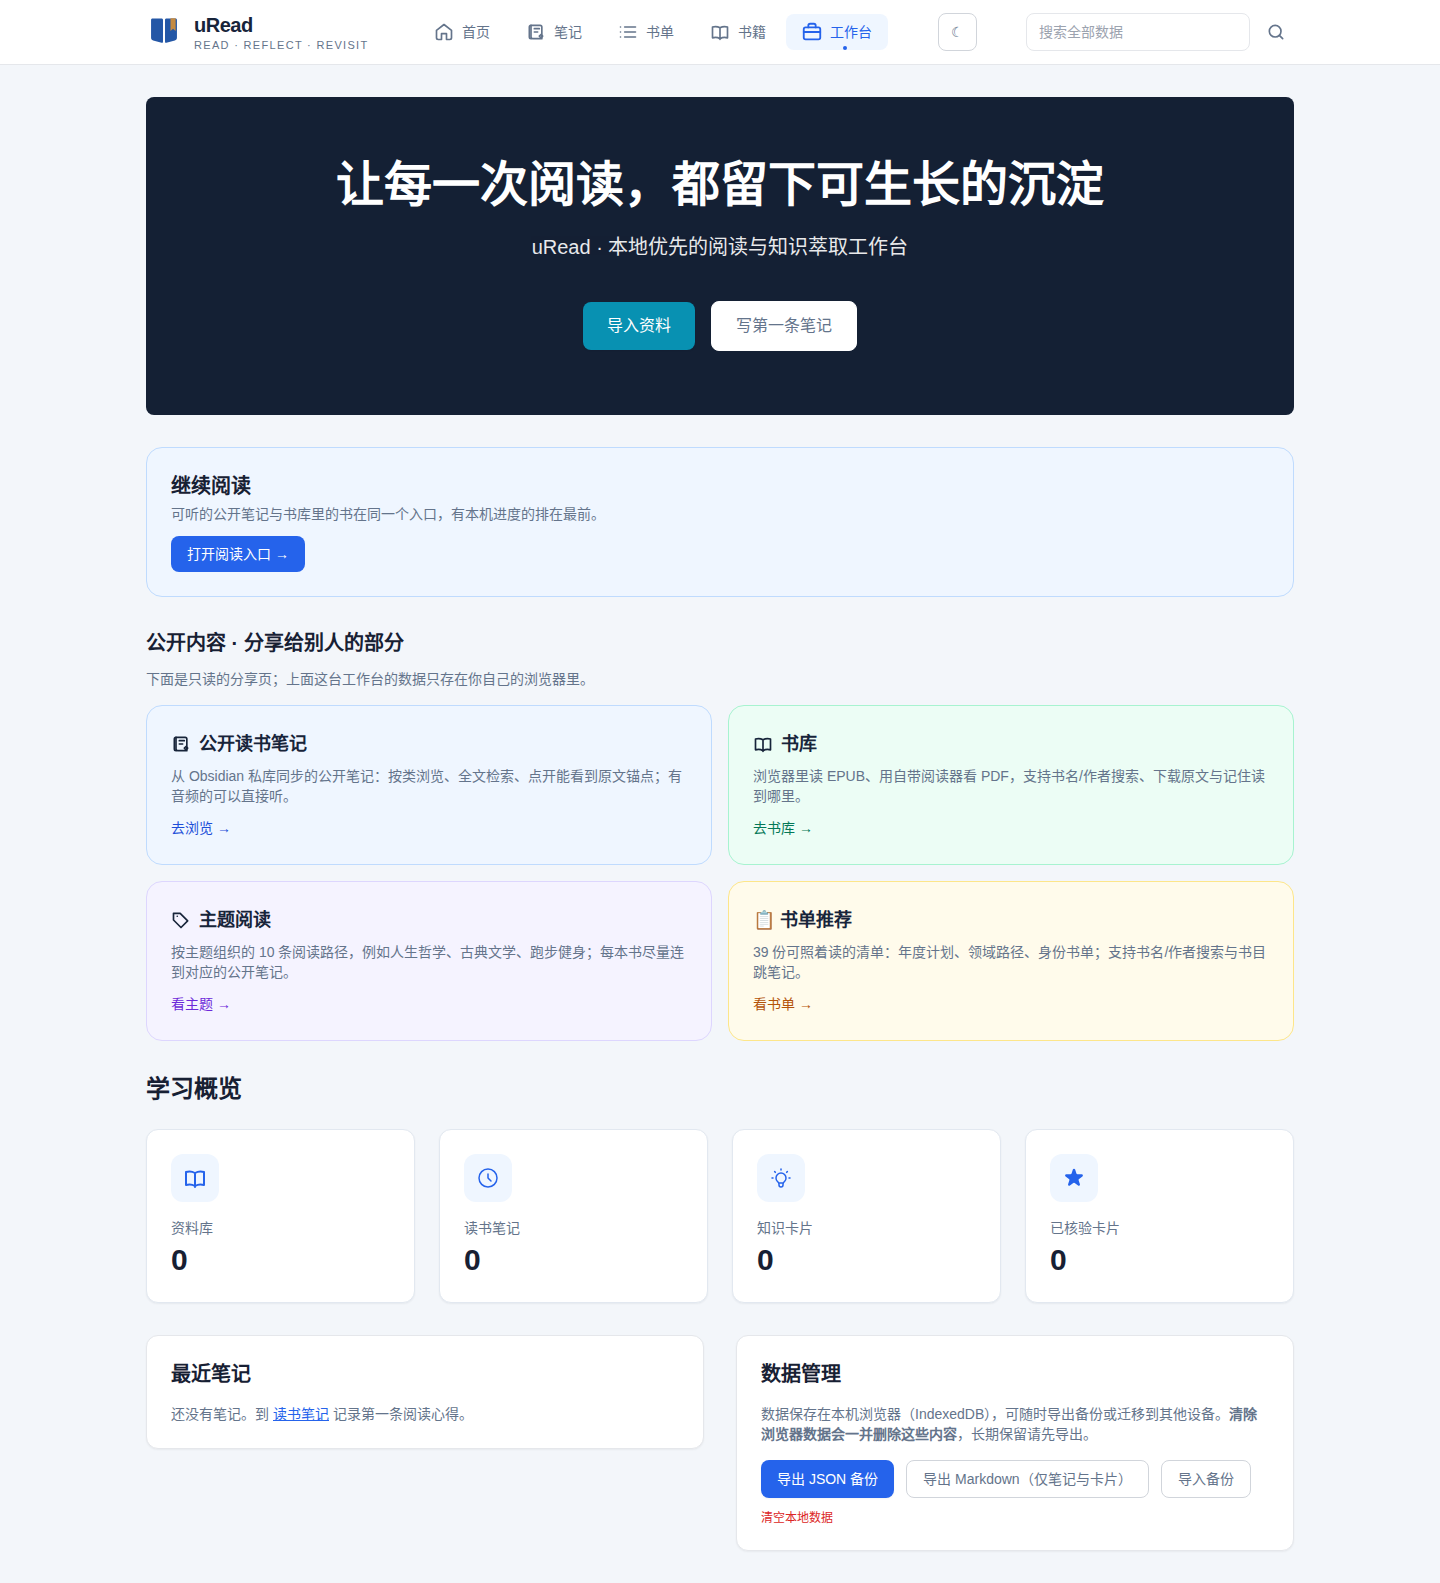 uRead
READ · REFLECT · REVISIT
首页
笔记
书单
书籍
工作台
搜索全部数据
让每一次阅读，都留下可生长的沉淀
uRead · 本地优先的阅读与知识萃取工作台
导入资料
写第一条笔记
继续阅读
可听的公开笔记与书库里的书在同一个入口，有本机进度的排在最前。
打开阅读入口 →
公开内容 · 分享给别人的部分
下面是只读的分享页；上面这台工作台的数据只存在你自己的浏览器里。
公开读书笔记
从 Obsidian 私库同步的公开笔记：按类浏览、全文检索、点开能看到原文锚点；有
音频的可以直接听。
去浏览 →
书库
浏览器里读 EPUB、用自带阅读器看 PDF，支持书名/作者搜索、下载原文与记住读
到哪里。
去书库 →
主题阅读
按主题组织的 10 条阅读路径，例如人生哲学、古典文学、跑步健身；每本书尽量连
到对应的公开笔记。
看主题 →
📋 书单推荐
39 份可照着读的清单：年度计划、领域路径、身份书单；支持书名/作者搜索与书目
跳笔记。
看书单 →
学习概览
资料库
0
读书笔记
0
知识卡片
0
已核验卡片
0
最近笔记
还没有笔记。到 读书笔记 记录第一条阅读心得。
数据管理
数据保存在本机浏览器（IndexedDB），可随时导出备份或迁移到其他设备。清除
浏览器数据会一并删除这些内容，长期保留请先导出。
导出 JSON 备份
导出 Markdown（仅笔记与卡片）
导入备份
清空本地数据